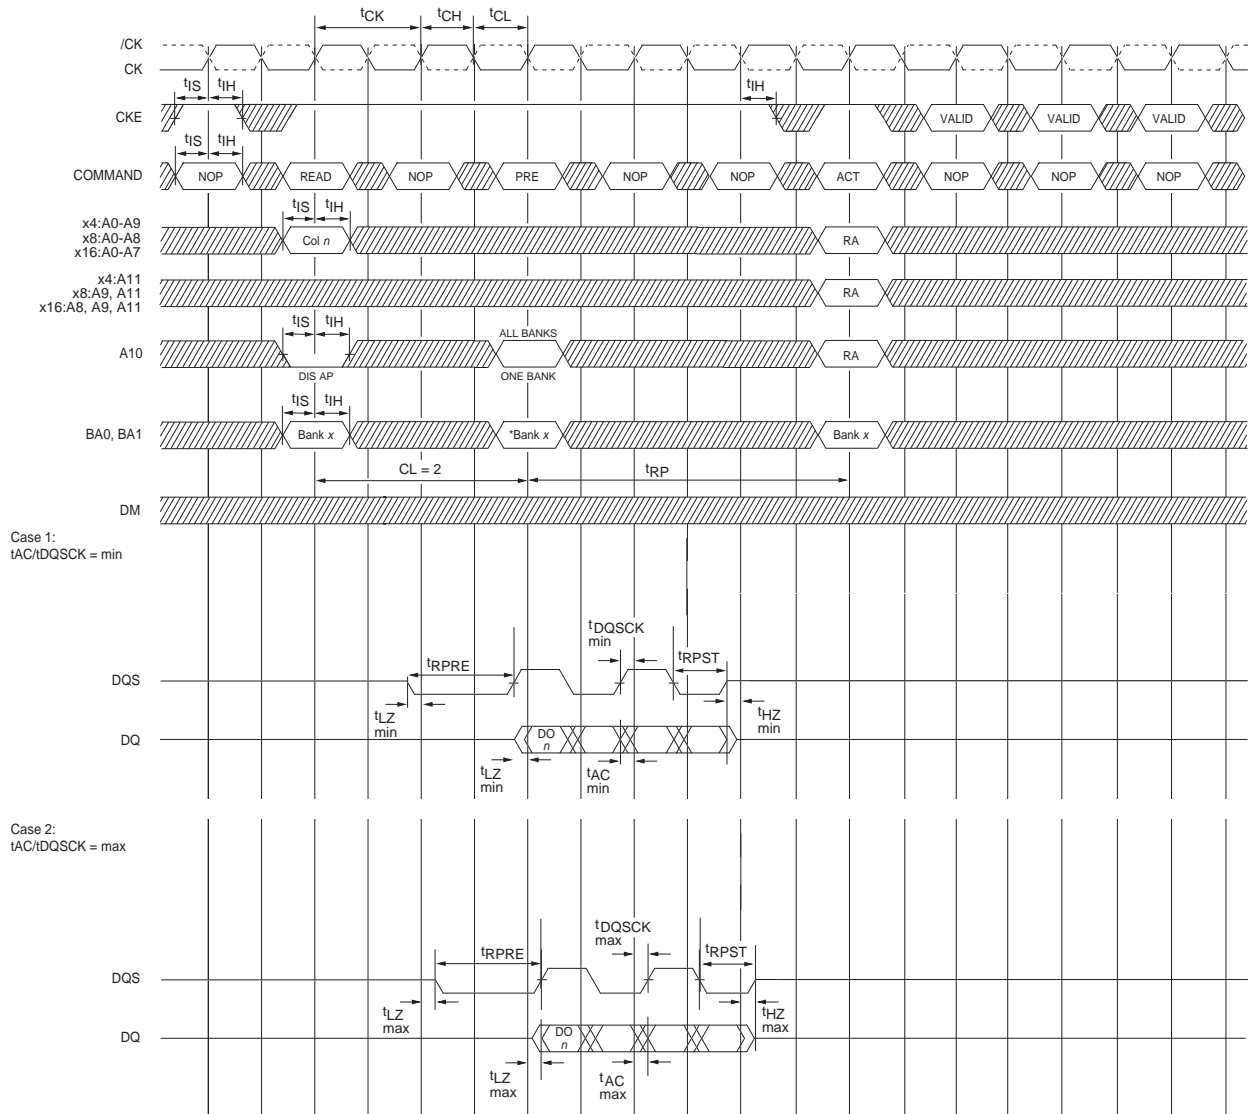 tCK tCH tCL
/CK
CK
tIS tIH tIH
CKE VALID VALID VALID
tIS tIH
COMMAND NOP READ NOP PRE NOP NOP ACT NOP NOP NOP
x4:A0-A9
x8:A0-A8
x16:A0-A7
tIS tIH
Col n RA
x4:A11
x8:A9, A11
x16:A8, A9, A11
RA
tIS tIH ALL BANKS
A10 RA
DIS AP ONE BANK
tIS tIH
BA0, BA1 Bank x *Bank x Bank x
CL = 2 tRP
DM
Case 1:
tAC/tDQSCK = min
tDQSCK
min
tRPRE tRPST
DQS
tLZ
min
tHZ
min
DQ DO
n
tLZ
min
tAC
min
Case 2:
tAC/tDQSCK = max
tDQSCK
max
tRPRE tRPST
DQS
tLZ
max
tHZ
max
DQ DO
n
tLZ
max
tAC
max